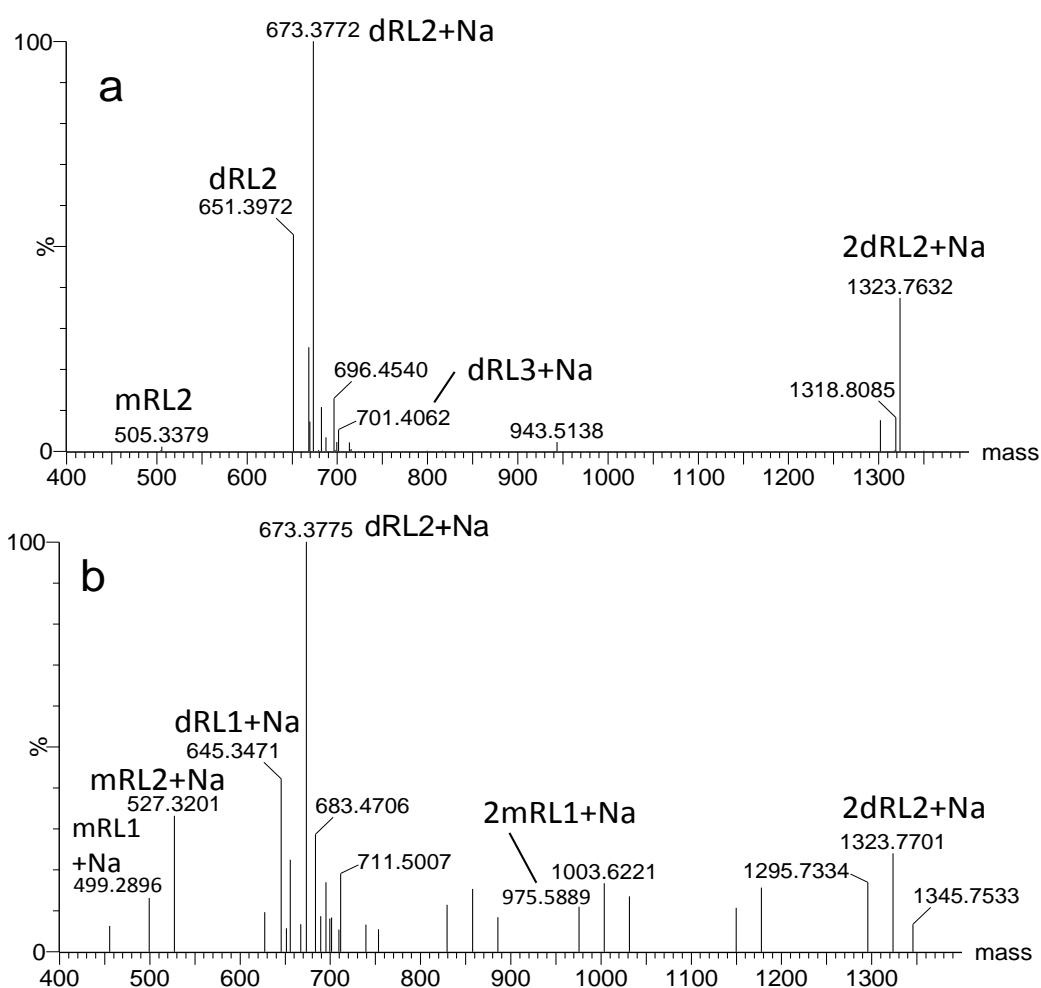 673.3772 dRL2+Na
100
a
dRL2
651.3972
%
2dRL2+Na
1323.7632
696.4540
dRL3+Na
1318.8085
mRL2
701.4062
505.3379
943.5138
0
mass
400 500 600 700 800 900 1000 1100 1200 1300
673.3775 dRL2+Na
100
b
dRL1+Na
645.3471
%
mRL2+Na
527.3201
683.4706
2mRL1+Na
2dRL2+Na
1323.7701
mRL1
+Na
499.2896
711.5007
1003.6221
1295.7334
975.5889
1345.7533
0
mass
400 500 600 700 800 900 1000 1100 1200 1300